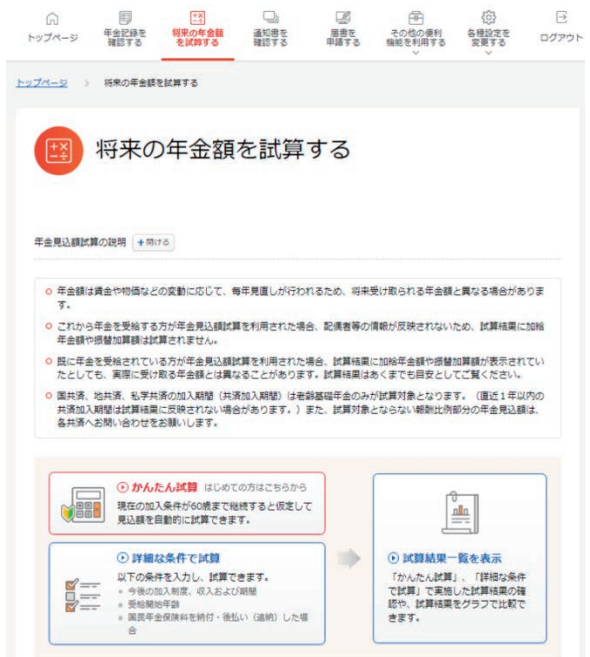 トップページ
年金記録を
確認する
将来の年金額
を試算する
通知書を
確認する
届書を
申請する
その他の便利
機能を利用する
各種設定を
変更する
ログアウト
トップページ > 将来の年金額を試算する
将来の年金額を試算する
年金見込額試算の説明 +開ける
年金額は賃金や物価などの変動に応じて、毎年見直しが行われるため、将来受け取られる年金額と異なる場合がありま
す。
これから年金を受給する方が年金見込額試算を利用された場合、配偶者等の情報が反映されないため、試算結果に加給
年金額や振替加算額は試算されません。
既に年金を受給されている方が年金見込額試算を利用された場合、試算結果に加給年金額や振替加算額が表示されてい
たとしても、実際に受け取る年金額とは異なることがあります。試算結果はあくまでも目安としてご覧ください。
国共済、地共済、私学共済の加入期間（共済加入期間）は老齢基礎年金のみが試算対象となります。（直近１年以内の
共済加入期間は試算結果に反映されない場合があります。）また、試算対象とならない報酬比例部分の年金見込額は、
各共済へお問い合わせをお願いします。
かんたん試算 はじめての方はこちらから
現在の加入条件が60歳まで継続すると仮定して
見込額を自動的に試算できます。
詳細な条件で試算
以下の条件を入力し、試算できます。
今後の加入制度、収入および期間
受給開始年齢
国民年金保険料を納付・後払い（追納）した場
合
試算結果一覧を表示
「かんたん試算」、「詳細な条件
で試算」で実施した試算結果の確
認や、試算結果をグラフで比較で
きます。